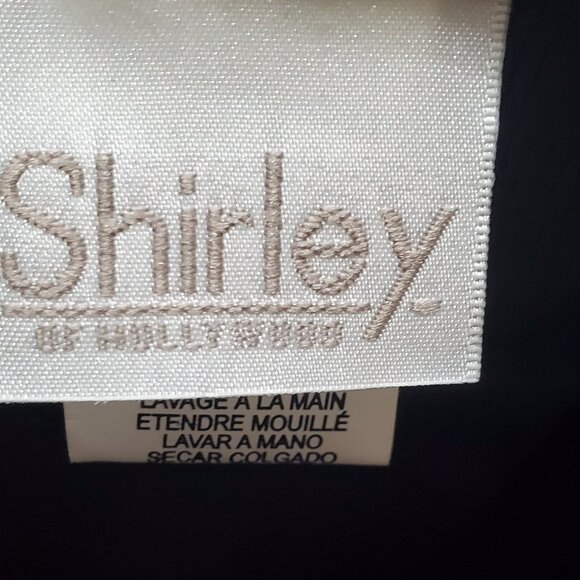 Shirley
OF HOLLYWOOD
LAVAGE A LA MAIN
ETENDRE MOUILLÉ
LAVAR A MANO
SECAR COLGADO